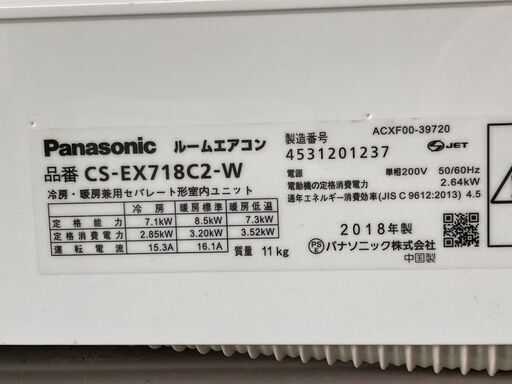 Panasonic ルームエアコン
品番 CS-EX718C2-W
冷房・暖房兼用セパレート形室内ユニット
冷房 暖房標準 暖房低温
定格能力 7.1kW 8.5kW 7.3kW
定格消費電力 2.85kW 3.20kW 3.52kW
運転電流 15.3A 16.1A
質量 11kg
ACXF00-39720
製造番号
4531201237
JET
電源 単相200V 50/60Hz
電動機の定格消費電力 2.64kW
通年エネルギー消費効率(JIS C 9612:2013) 4.5
2018年製
PSE
パナソニック株式会社
中国製